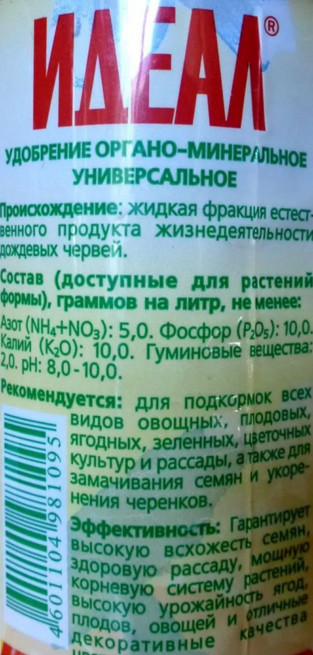 ИДЕАЛ®
УДОБРЕНИЕ ОРГАНО-МИНЕРАЛЬНОЕ
УНИВЕРСАЛЬНОЕ
Происхождение: жидкая фракция естест-
венного продукта жизнедеятельности
дождевых червей.
Состав (доступные для растений
формы), граммов на литр, не менее:
Азот (NH₄+NO₃): 5,0. Фосфор (P₂O₅): 10,0.
Калий (K₂O): 10,0. Гуминовые вещества:
2,0. pH: 8,0-10,0.
Рекомендуется: для подкормок всех
видов овощных, плодовых,
ягодных, зеленных, цветочных
культур и рассады, а также для
замачивания семян и укоре-
нения черенков.
Эффективность: Гарантирует
высокую всхожесть семян,
здоровую рассаду, мощную
корневую систему растений,
высокую урожайность ягод,
плодов, овощей и отличные
декоративные качества
4601104981095